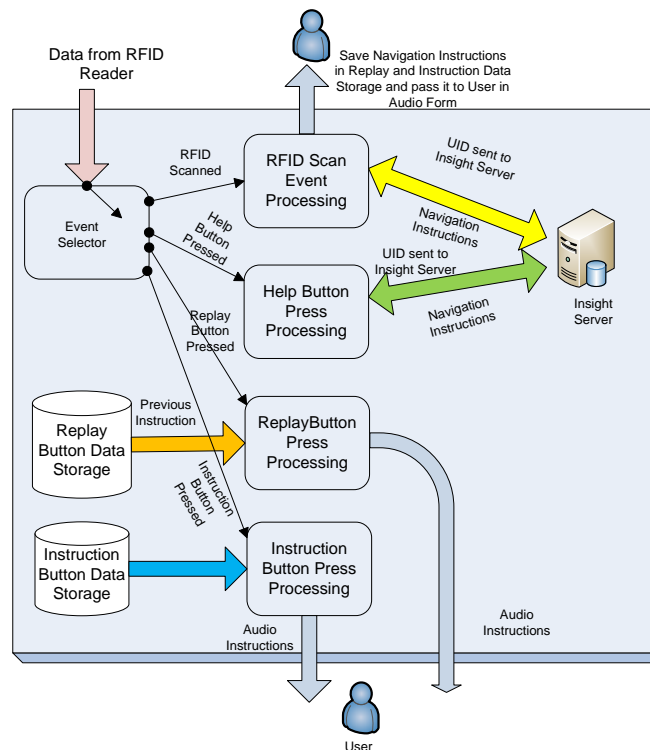 Data from RFID
Reader
Save Navigation Instructions
in Replay and Instruction Data
Storage and pass it to User in
Audio Form
RFID
Scanned
RFID Scan
Event
Processing
UID sent to
Insight Server
Navigation
Instructions
Event
Selector
Help
Button
Pressed
UID sent to
Insight Server
Help Button
Press
Processing
Navigation
Instructions
Insight
Server
Replay
Button
Pressed
Previous
Instruction
Replay
Button Data
Storage
ReplayButton
Press
Processing
Instruction
Button
Pressed
Instruction
Button Data
Storage
Instruction
Button Press
Processing
Audio
Instructions
Audio
Instructions
User